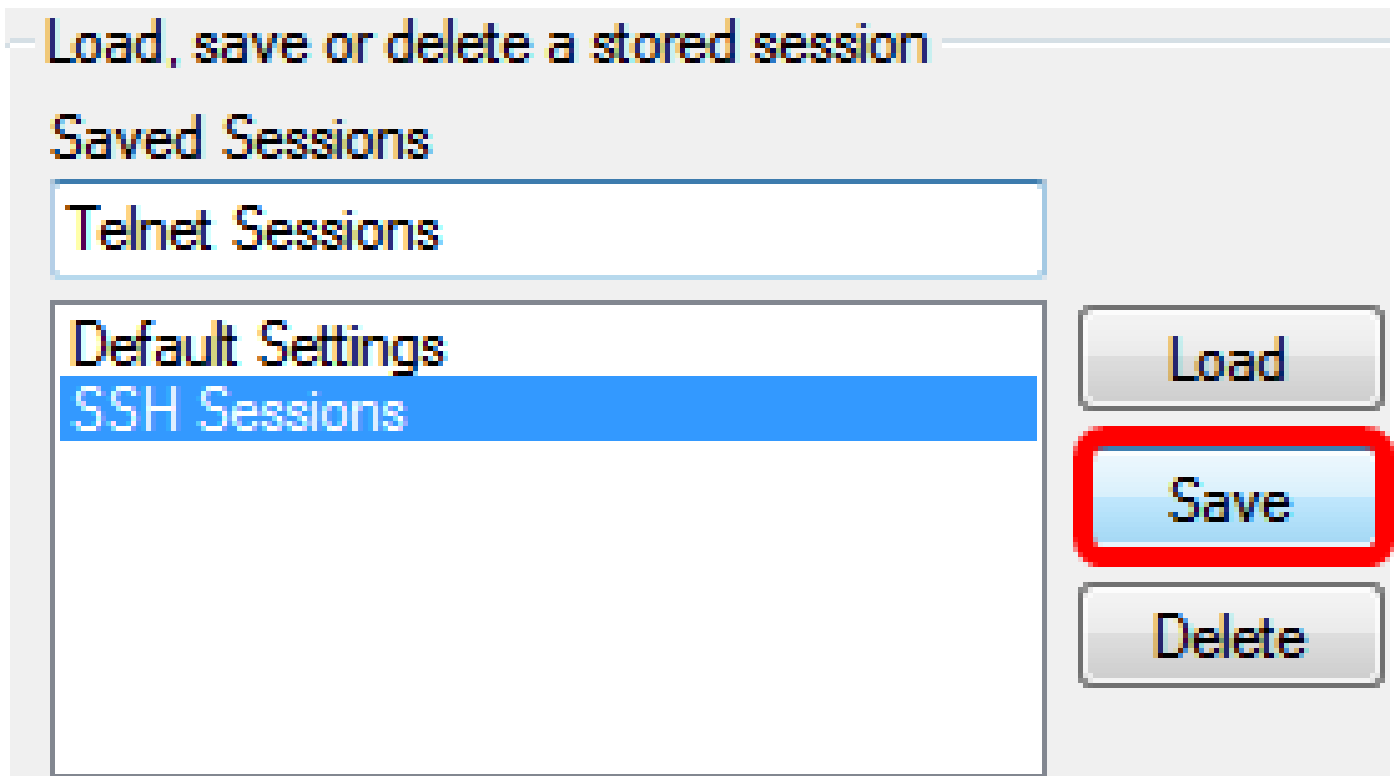 Load, save or delete a stored session
Saved Sessions
Telnet Sessions
Default Settings
SSH Sessions
Load
Save
Delete